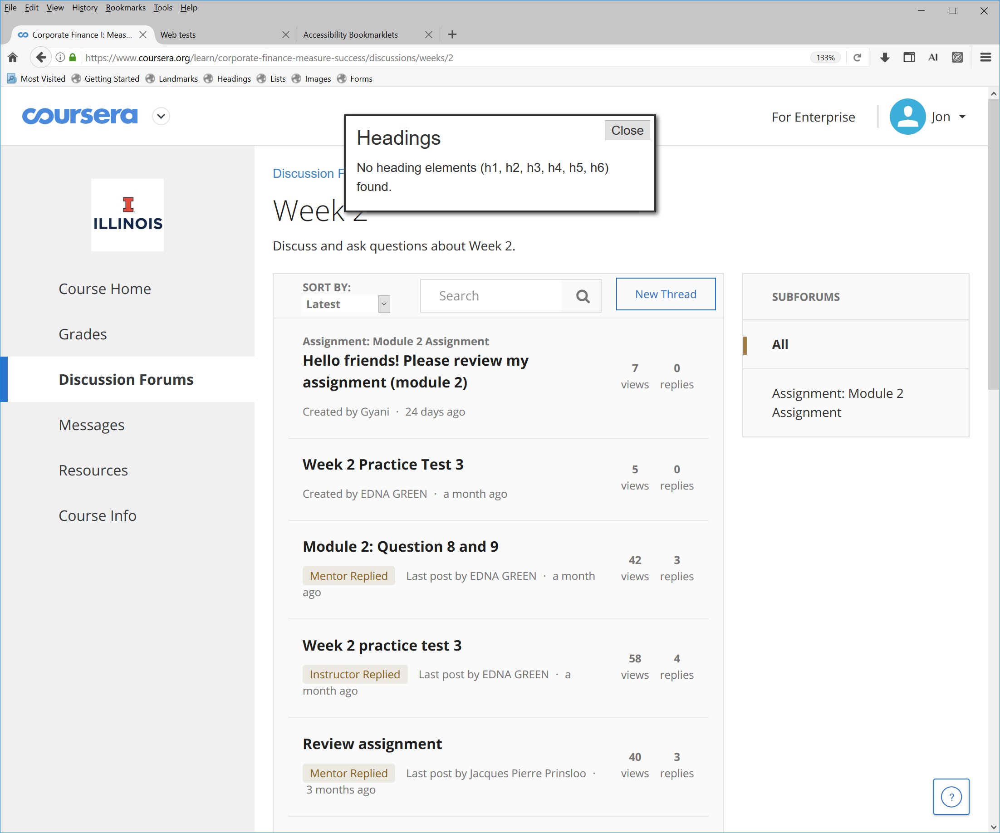 File Edit View History Bookmarks Tools Help
Corporate Finance I: Meas...
Web tests
Accessibility Bookmarklets
https://www.coursera.org/learn/corporate-finance-measure-success/discussions/weeks/2
133%
AI
Most Visited Getting Started Landmarks Headings Lists Images Forms
coursera
For Enterprise
Jon
Headings
Close
No heading elements (h1, h2, h3, h4, h5, h6)
found.
Discussion F
Week 2
Discuss and ask questions about Week 2.
I
ILLINOIS
Course Home
Grades
Discussion Forums
Messages
Resources
Course Info
SORT BY:
Latest
Search
New Thread
Assignment: Module 2 Assignment
Hello friends! Please review my
assignment (module 2)
Created by Gyani · 24 days ago
7 0
views replies
Week 2 Practice Test 3
Created by EDNA GREEN · a month ago
5 0
views replies
Module 2: Question 8 and 9
Mentor Replied Last post by EDNA GREEN · a month
ago
42 3
views replies
Week 2 practice test 3
Instructor Replied Last post by EDNA GREEN · a
month ago
58 4
views replies
Review assignment
Mentor Replied Last post by Jacques Pierre Prinsloo ·
3 months ago
40 3
views replies
SUBFORUMS
All
Assignment: Module 2
Assignment
?